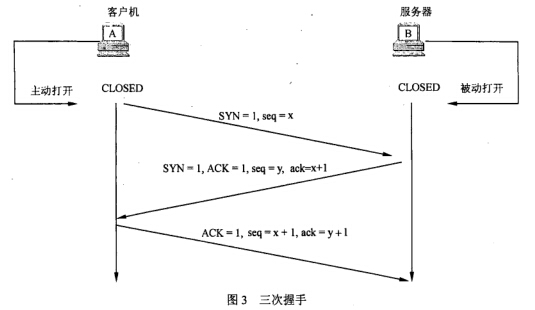 客户机
服务器
A
B
主动打开
CLOSED
CLOSED
被动打开
SYN = 1, seq = x
SYN = 1, ACK = 1, seq = y, ack=x+1
ACK = 1, seq = x + 1, ack = y + 1
图 3 三次握手